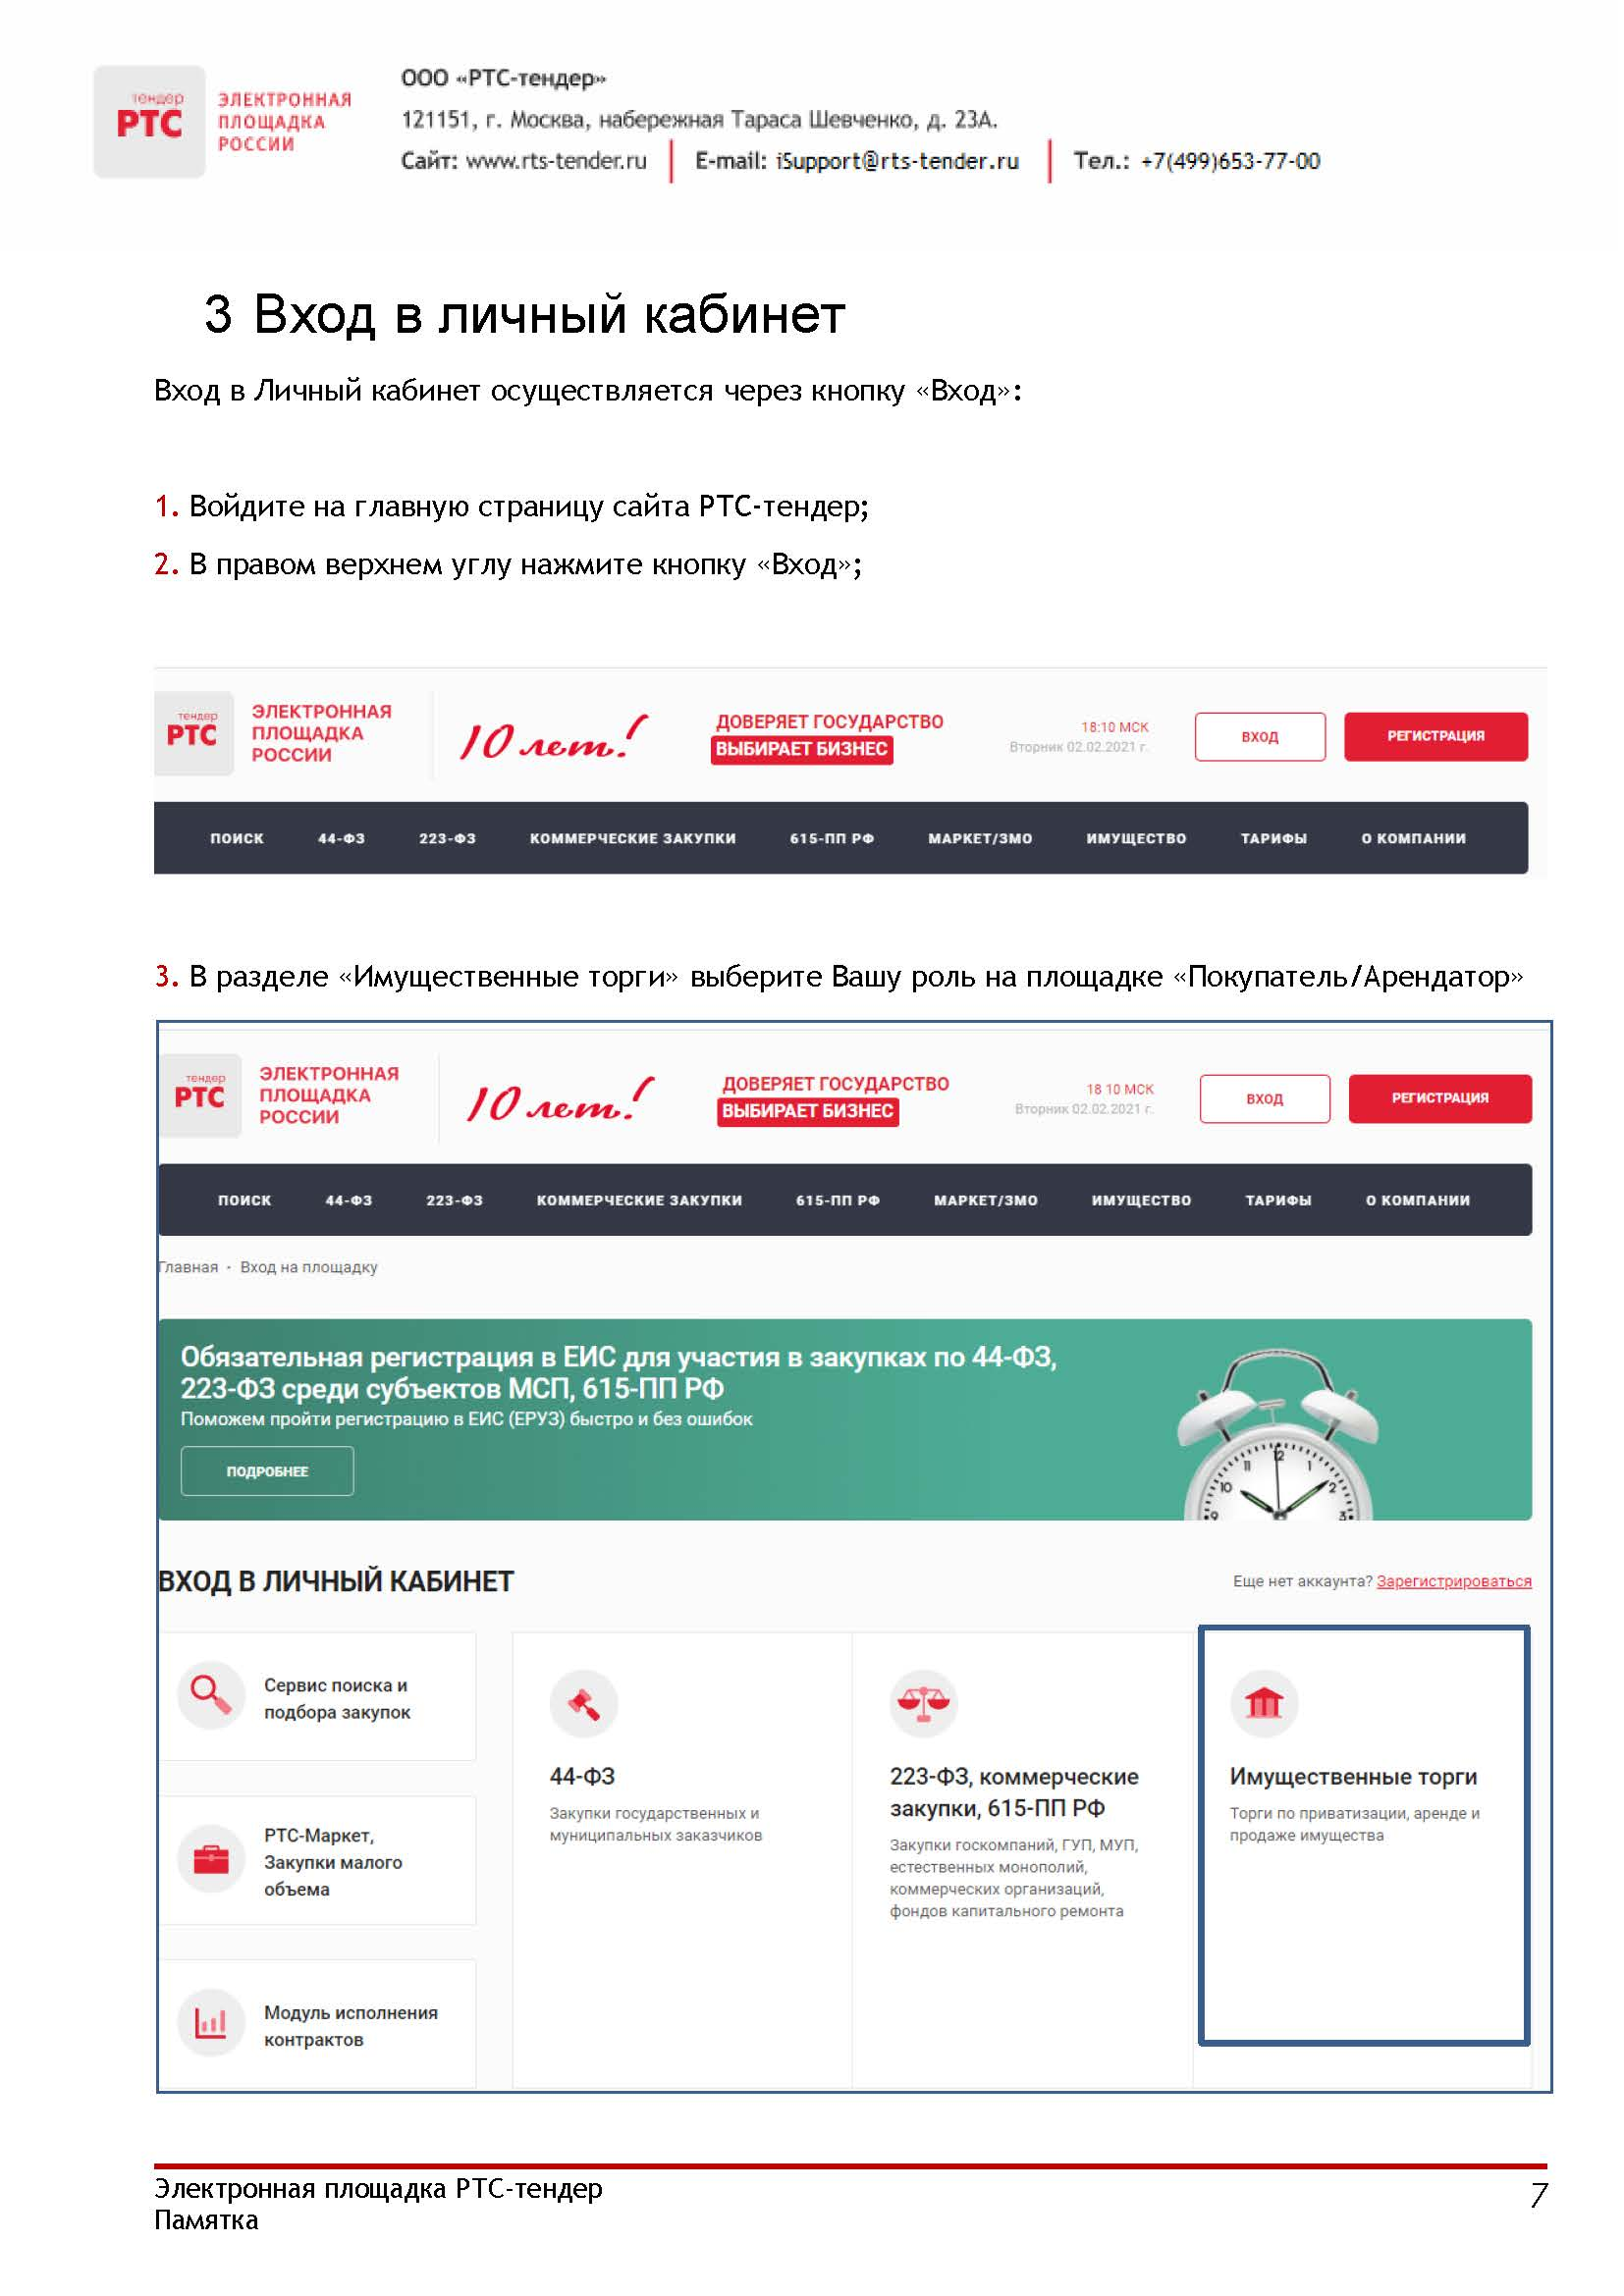 тендер
РТС
ЭЛЕКТРОННАЯ
ПЛОЩАДКА
РОССИИ
ООО «РТС-тендер»
121151, г. Москва, набережная Тараса Шевченко, д. 23А.
Сайт: www.rts-tender.ru E-mail: iSupport@rts-tender.ru Тел.: +7(499)653-77-00
3 Вход в личный кабинет
Вход в Личный кабинет осуществляется через кнопку «Вход»:
1. Войдите на главную страницу сайта РТС-тендер;
2. В правом верхнем углу нажмите кнопку «Вход»;
тендер
РТС
ЭЛЕКТРОННАЯ
ПЛОЩАДКА
РОССИИ
10 лет!
ДОВЕРЯЕТ ГОСУДАРСТВО
ВЫБИРАЕТ БИЗНЕС
18:10 МСК
Вторник 02.02.2021 г.
ВХОД
РЕГИСТРАЦИЯ
ПОИСК 44-ФЗ 223-ФЗ КОММЕРЧЕСКИЕ ЗАКУПКИ 615-ПП РФ МАРКЕТ/ЗМО ИМУЩЕСТВО ТАРИФЫ О КОМПАНИИ
3. В разделе «Имущественные торги» выберите Вашу роль на площадке «Покупатель/Арендатор»
тендер
РТС
ЭЛЕКТРОННАЯ
ПЛОЩАДКА
РОССИИ
10 лет!
ДОВЕРЯЕТ ГОСУДАРСТВО
ВЫБИРАЕТ БИЗНЕС
18 10 МСК
Вторник 02.02.2021 г.
ВХОД
РЕГИСТРАЦИЯ
ПОИСК 44-ФЗ 223-ФЗ КОММЕРЧЕСКИЕ ЗАКУПКИ 615-ПП РФ МАРКЕТ/ЗМО ИМУЩЕСТВО ТАРИФЫ О КОМПАНИИ
Главная • Вход на площадку
Обязательная регистрация в ЕИС для участия в закупках по 44-ФЗ,
223-ФЗ среди субъектов МСП, 615-ПП РФ
Поможем пройти регистрацию в ЕИС (ЕРУЗ) быстро и без ошибок
ПОДРОБНЕЕ
12
11 1
10 2
9 3
ВХОД В ЛИЧНЫЙ КАБИНЕТ
Еще нет аккаунта? Зарегистрироваться
Сервис поиска и
подбора закупок
РТС-Маркет,
Закупки малого
объема
Модуль исполнения
контрактов
44-ФЗ
Закупки государственных и
муниципальных заказчиков
223-ФЗ, коммерческие
закупки, 615-ПП РФ
Закупки госкомпаний, ГУП, МУП,
естественных монополий,
коммерческих организаций,
фондов капитального ремонта
Имущественные торги
Торги по приватизации, аренде и
продаже имущества
Электронная площадка РТС-тендер
Памятка
7